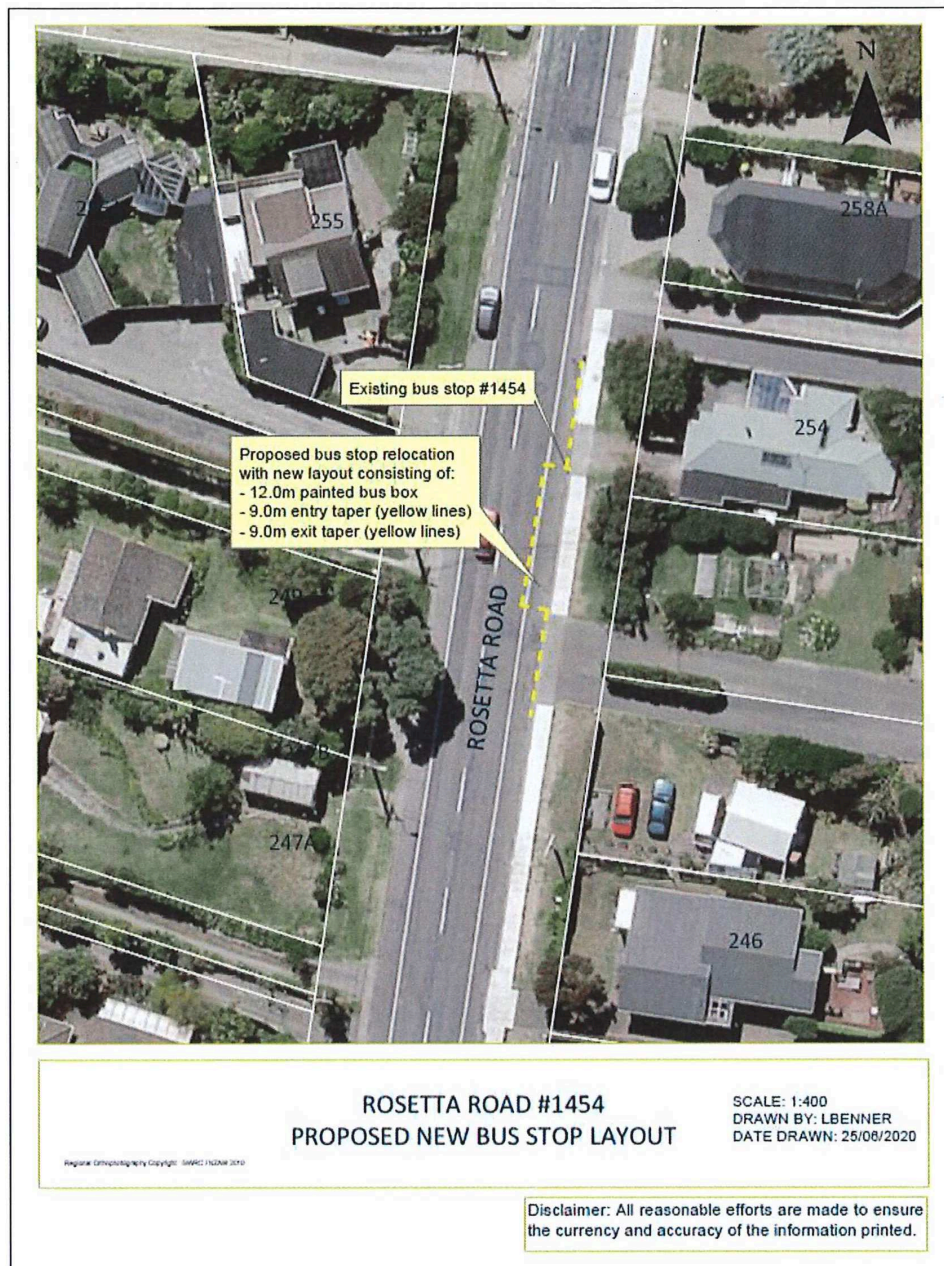 N
255
258A
Existing bus stop #1454
254
Proposed bus stop relocation
with new layout consisting of:
- 12.0m painted bus box
- 9.0m entry taper (yellow lines)
- 9.0m exit taper (yellow lines)
ROSETTA ROAD
247A
246
ROSETTA ROAD #1454
PROPOSED NEW BUS STOP LAYOUT
SCALE: 1:400
DRAWN BY: LBENNER
DATE DRAWN: 25/06/2020
Regional Orthophotography Copyright
Disclaimer: All reasonable efforts are made to ensure
the currency and accuracy of the information printed.